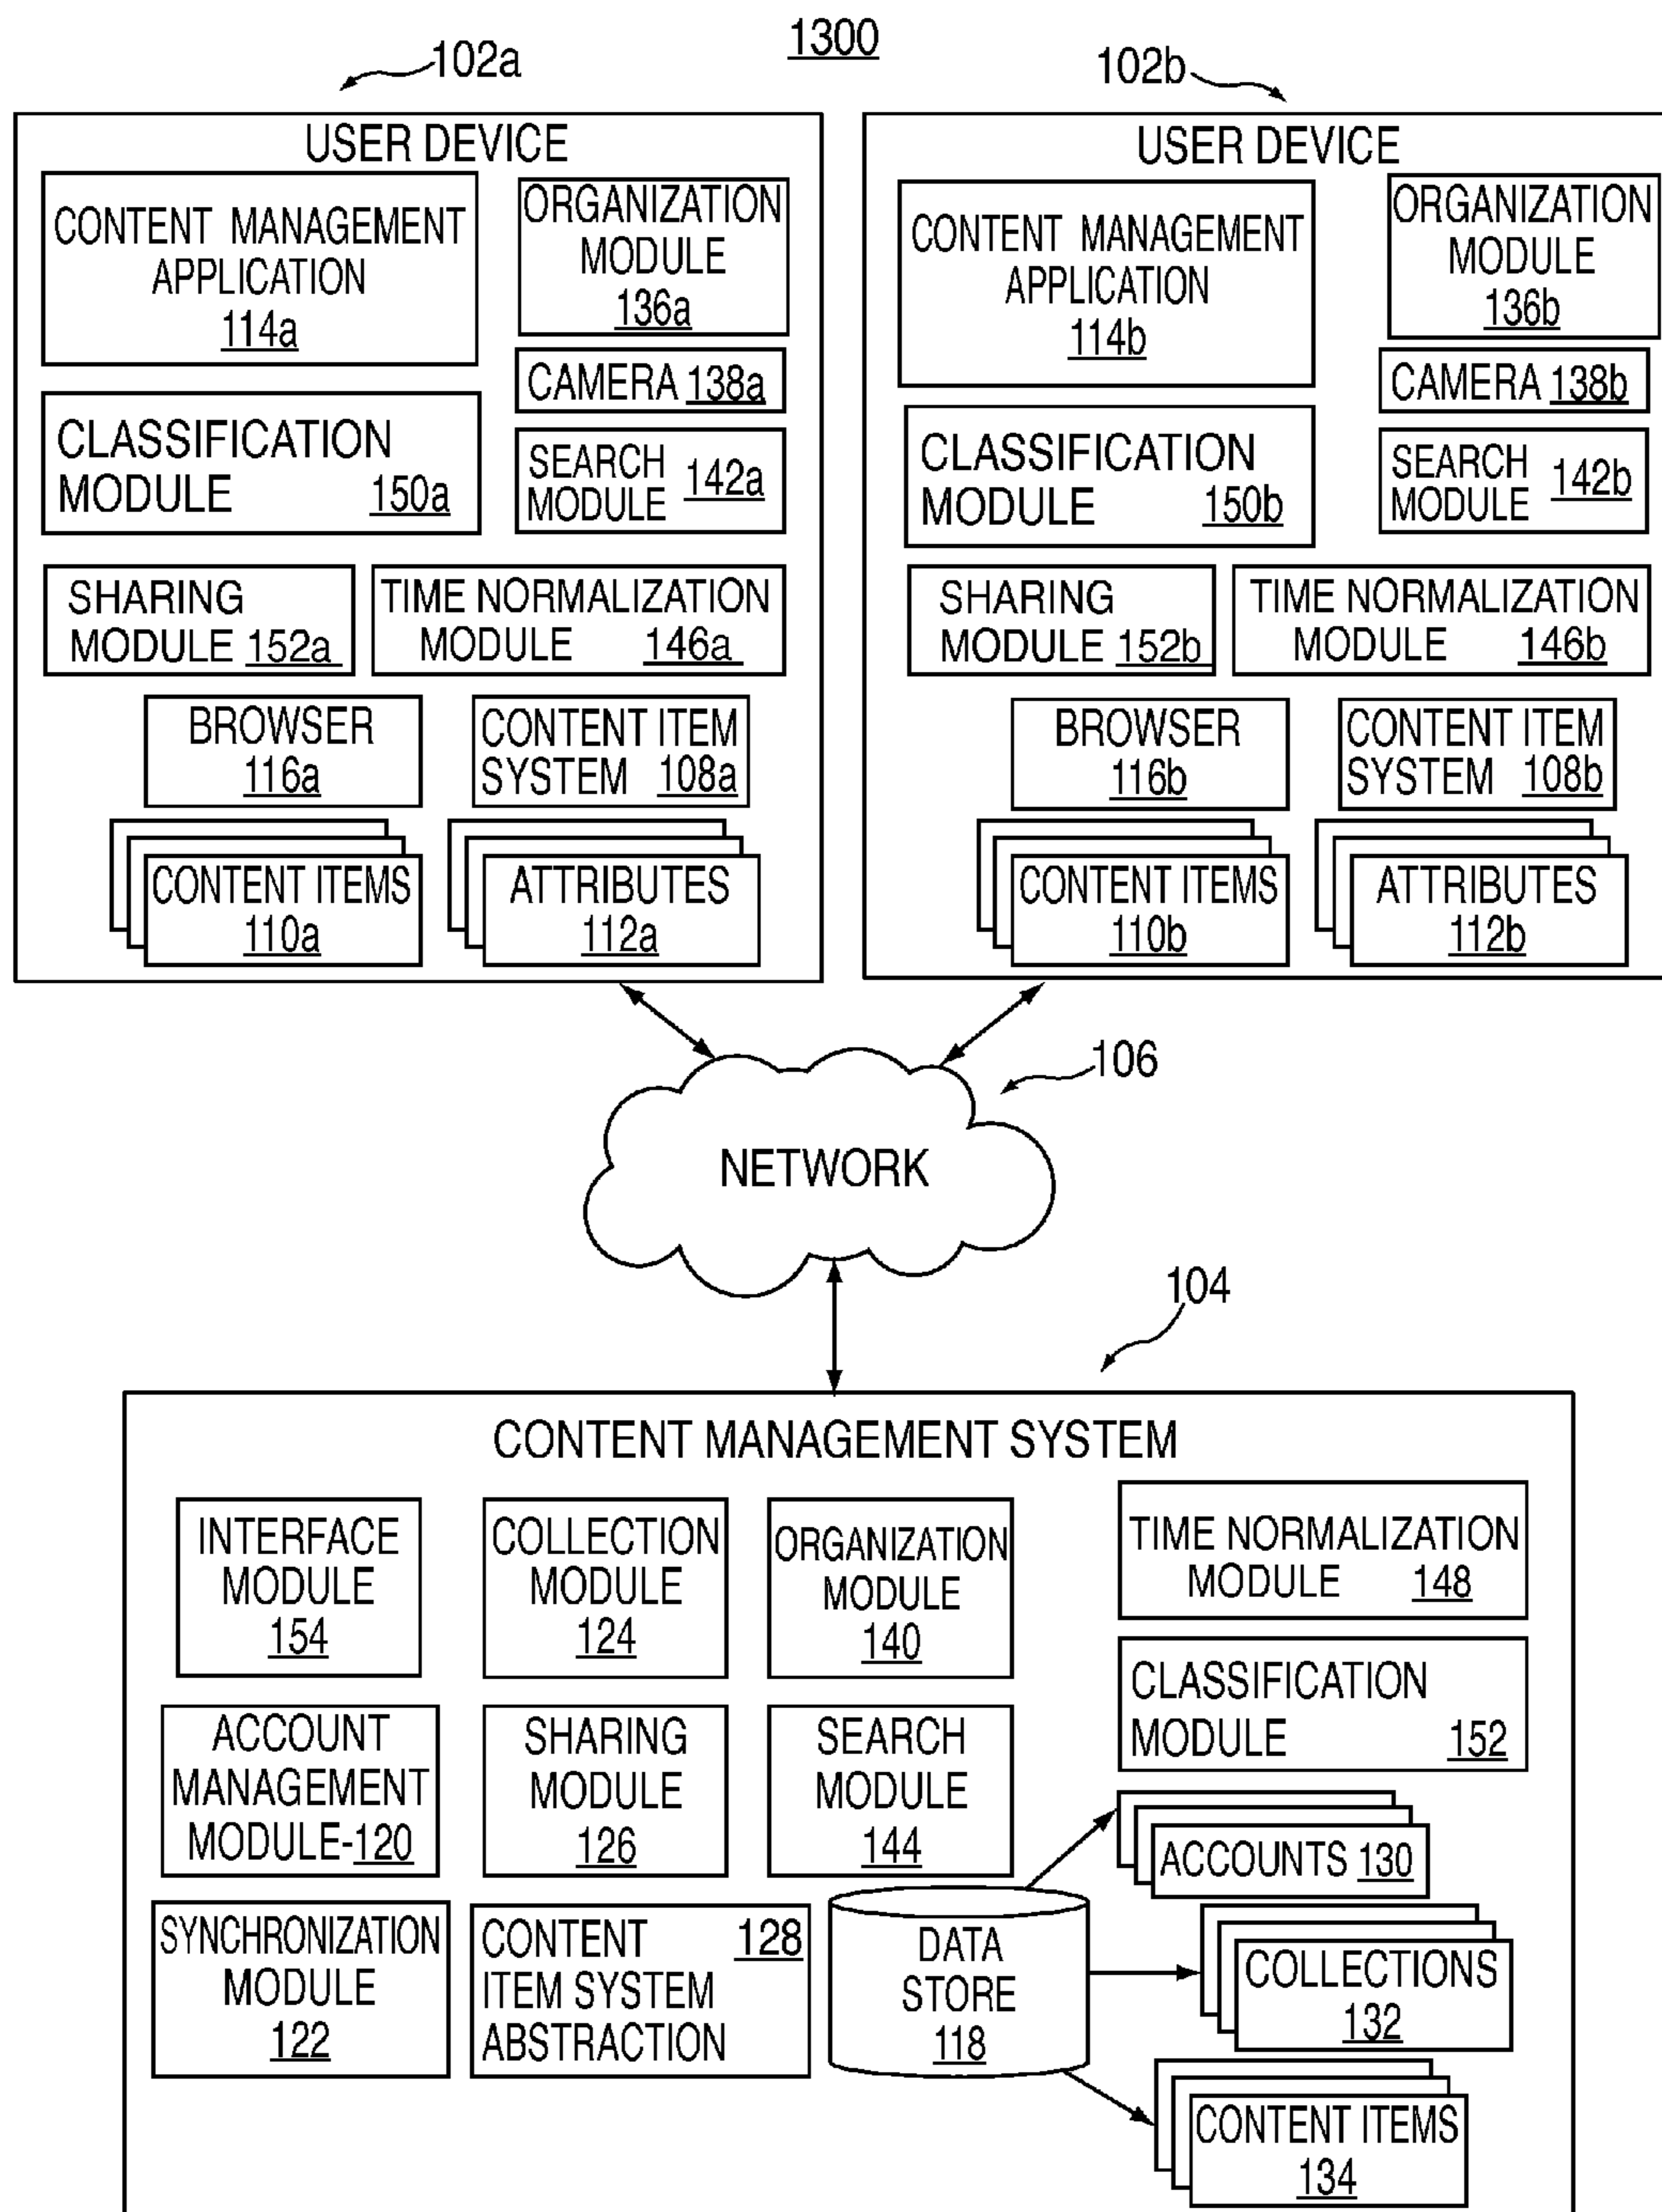 1300
102a
USER DEVICE
CONTENT MANAGEMENT
APPLICATION
114a
ORGANIZATION
MODULE
136a
CAMERA 138a
CLASSIFICATION
MODULE 150a
SEARCH
MODULE 142a
SHARING
MODULE 152a
TIME NORMALIZATION
MODULE 146a
BROWSER
116a
CONTENT ITEM
SYSTEM 108a
CONTENT ITEMS
110a
ATTRIBUTES
112a
102b
USER DEVICE
CONTENT MANAGEMENT
APPLICATION
114b
ORGANIZATION
MODULE
136b
CAMERA 138b
CLASSIFICATION
MODULE 150b
SEARCH
MODULE 142b
SHARING
MODULE 152b
TIME NORMALIZATION
MODULE 146b
BROWSER
116b
CONTENT ITEM
SYSTEM 108b
CONTENT ITEMS
110b
ATTRIBUTES
112b
106
NETWORK
104
CONTENT MANAGEMENT SYSTEM
INTERFACE
MODULE
154
COLLECTION
MODULE
124
ORGANIZATION
MODULE
140
TIME NORMALIZATION
MODULE 148
CLASSIFICATION
MODULE 152
ACCOUNT
MANAGEMENT
MODULE-120
SHARING
MODULE
126
SEARCH
MODULE
144
ACCOUNTS 130
SYNCHRONIZATION
MODULE
122
CONTENT 128
ITEM SYSTEM
ABSTRACTION
DATA
STORE
118
COLLECTIONS
132
CONTENT ITEMS
134